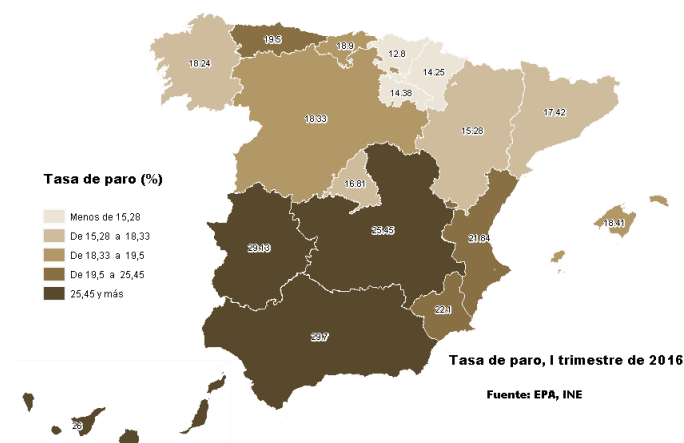 19.5
18.9
12.8
18.24
14.25
14.38
17.42
18.33
15.28
16.81
Tasa de paro (%)
Menos de 15,28
De 15,28 a 18,33
De 18,33 a 19,5
De 19,5 a 25,45
25,45 y más
18.41
25.45
21.84
29.13
22.1
29.7
Tasa de paro, I trimestre de 2016
Fuente: EPA, INE
26